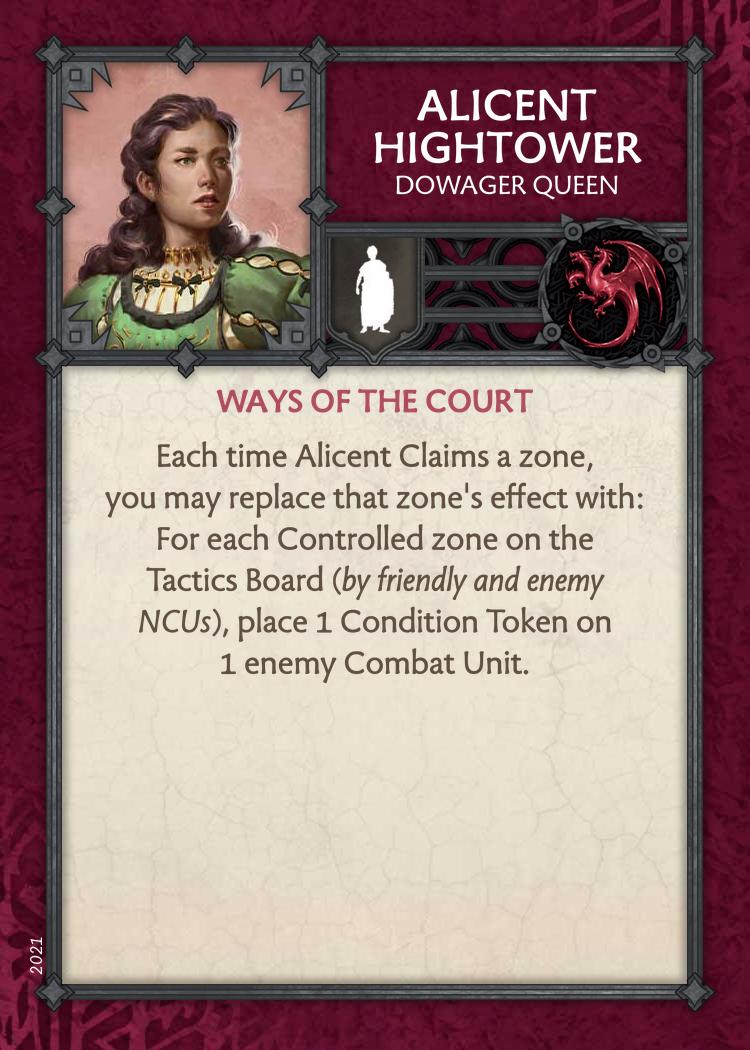 ALICENT
HIGHTOWER
DOWAGER QUEEN
WAYS OF THE COURT
Each time Alicent Claims a zone,
you may replace that zone's effect with:
For each Controlled zone on the
Tactics Board (by friendly and enemy
NCUs), place 1 Condition Token on
1 enemy Combat Unit.
2021